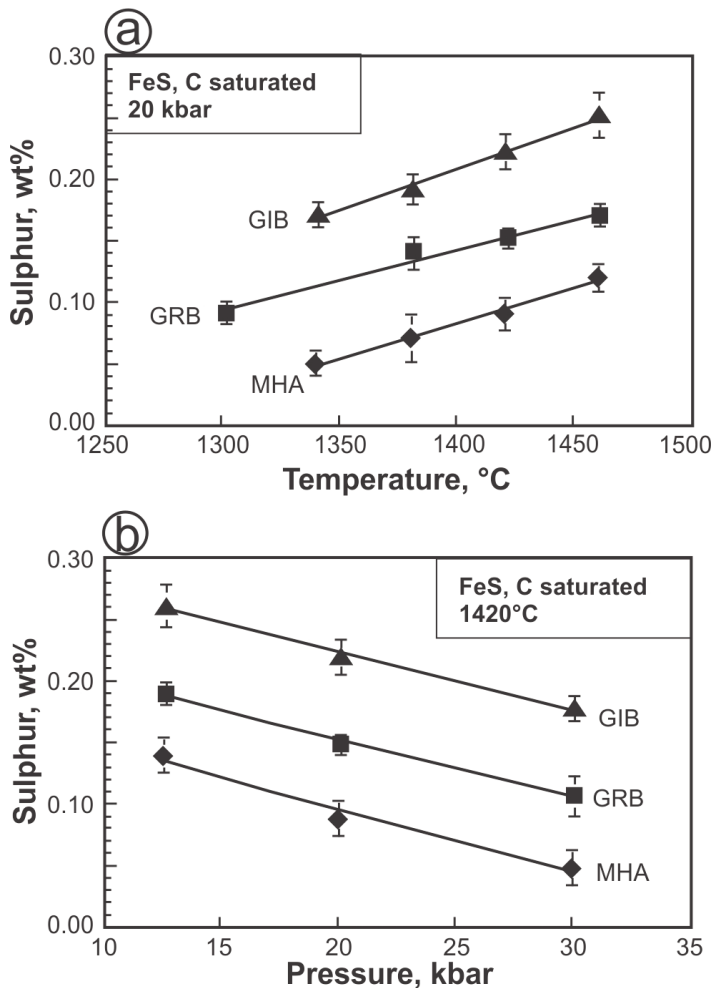 a
0.30
FeS, C saturated
20 kbar
0.20
GIB
Sulphur, wt%
GRB
0.10
MHA
0.00
1250 1300 1350 1400 1450 1500
Temperature, °C
b
0.30
FeS, C saturated
1420°C
0.20
GIB
Sulphur, wt%
GRB
0.10
MHA
0.00
10 15 20 25 30 35
Pressure, kbar